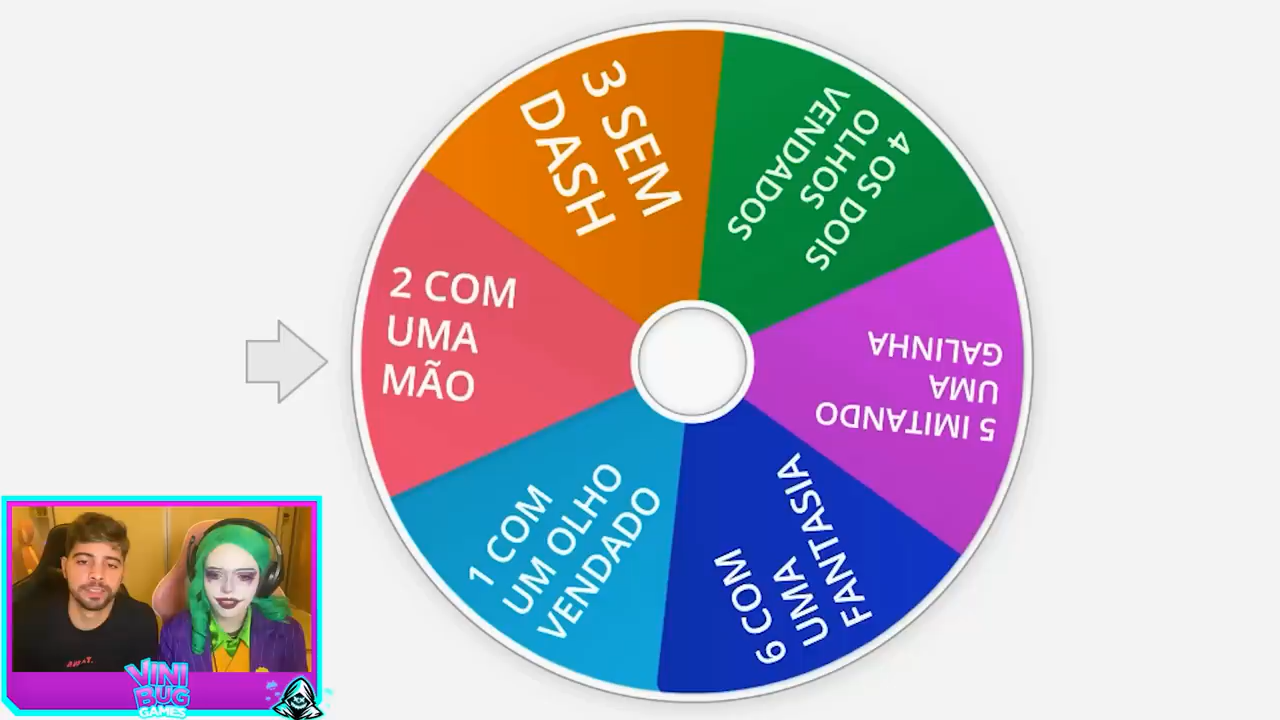 3 SEM
DASH
4 OS DOIS
OLHOS
VENDADOS
2 COM
UMA
MÃO
5 IMITANDO
UMA
GALINHA
1 COM
UM OLHO
VENDADO
6 COM
UMA
FANTASIA
VINI
BUG
GAMES